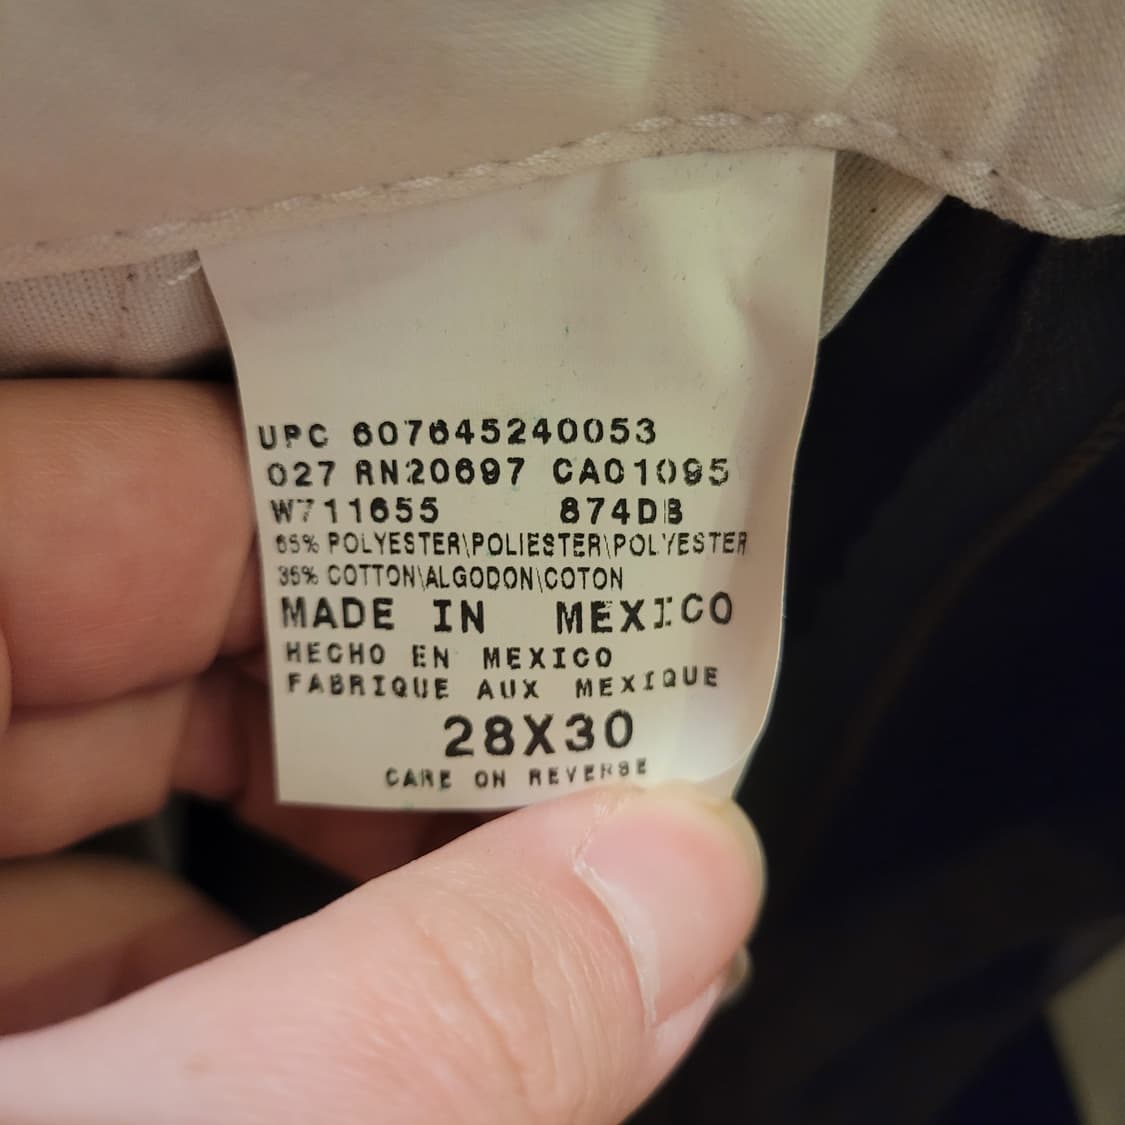 UPC 607645240053
027 RN20697 CA01095
W711655 874DB
65% POLYESTER\POLIESTER\POLYESTER
35% COTTON\ALGODON\COTON
MADE IN MEXICO
HECHO EN MEXICO
FABRIQUE AUX MEXIQUE
28X30
CARE ON REVERSE